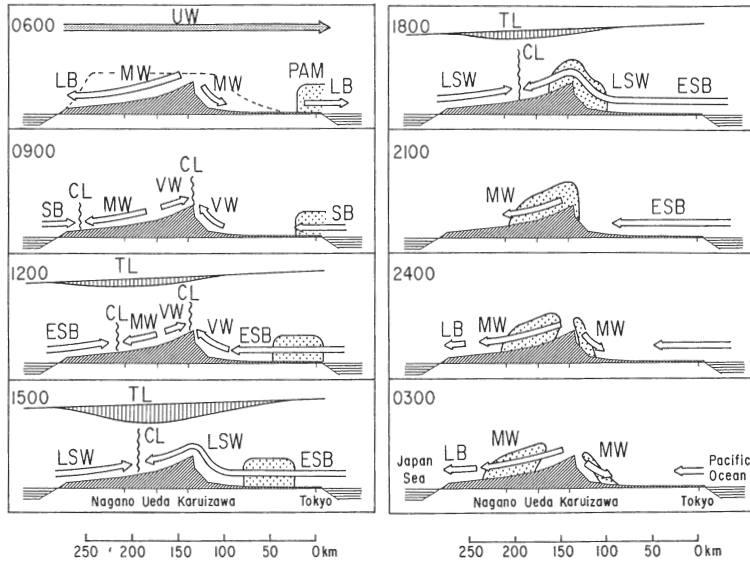 0600
UW
LB MW MW PAM LB
0900
CL CL
SB MW VW VW SB
1200
TL
CL CL
ESB MW VW VW ESB
1500
TL
CL LSW
LSW ESB
Nagano Ueda Karuizawa Tokyo
250 200 150 100 50 0km
1800
TL
CL
LSW LSW ESB
2100
MW ESB
2400
LB MW MW
0300
LB MW MW
Japan Sea
Pacific Ocean
Nagano Ueda Karuizawa Tokyo
250 200 150 100 50 0km